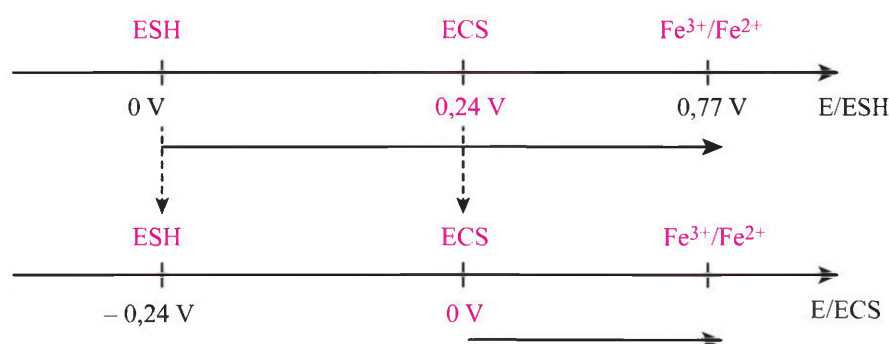 ESH ECS Fe³⁺/Fe²⁺
0 V 0,24 V 0,77 V E/ESH
ESH ECS Fe³⁺/Fe²⁺
– 0,24 V 0 V E/ECS